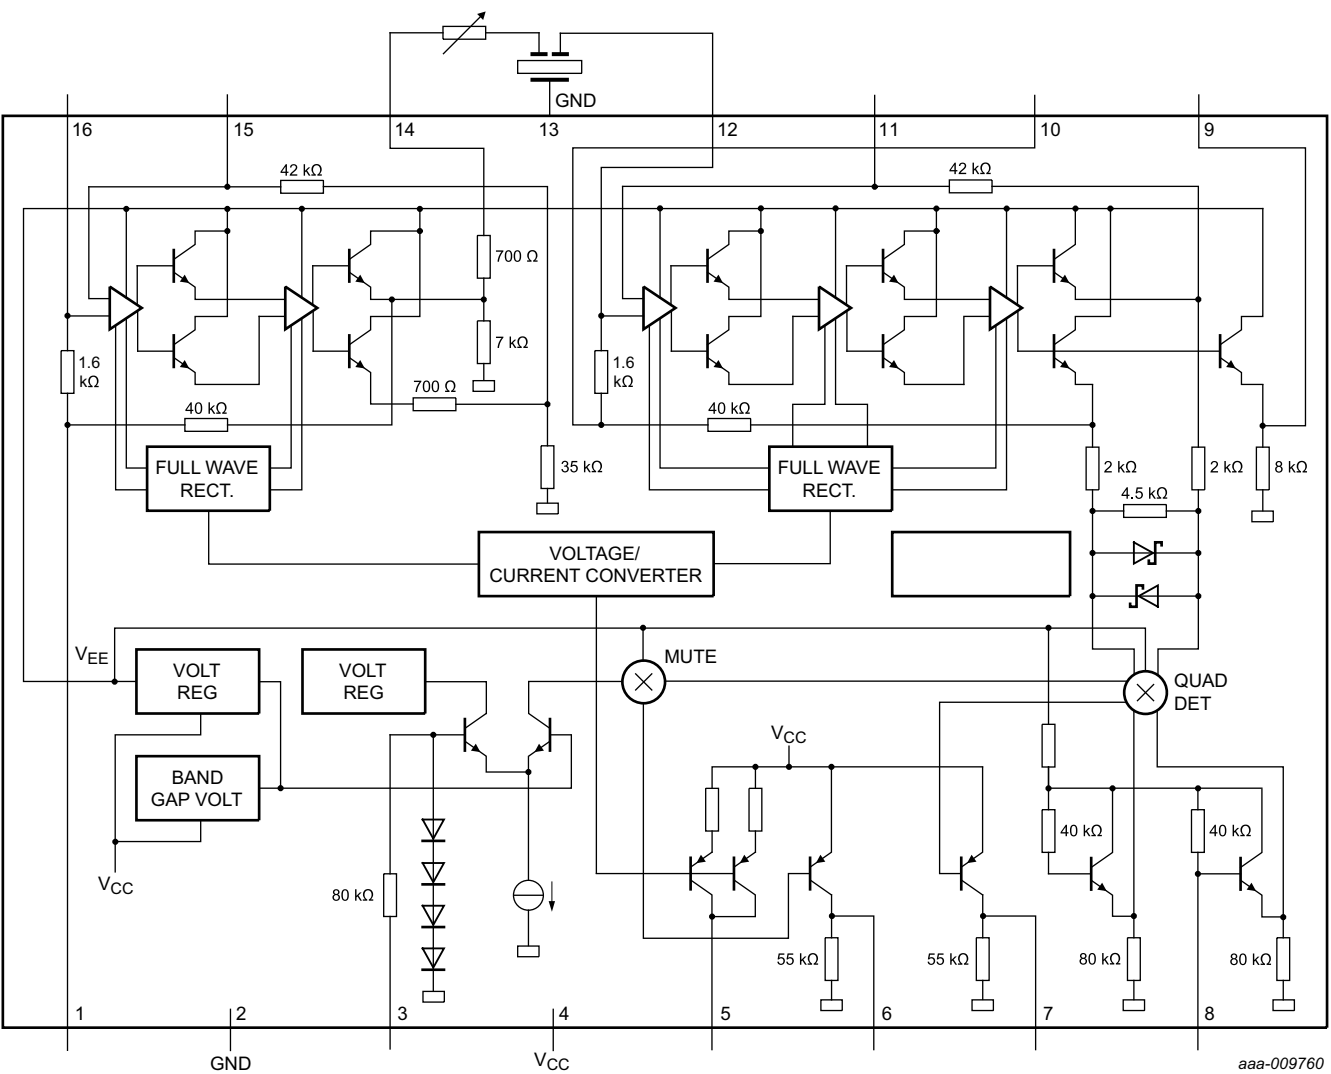 GND
16 15 14 13 12 11 10 9
42 kΩ 42 kΩ
700 Ω
7 kΩ
1.6
kΩ
1.6
kΩ
700 Ω
40 kΩ 40 kΩ
FULL WAVE
RECT.
35 kΩ
FULL WAVE
RECT.
2 kΩ 2 kΩ 8 kΩ
4.5 kΩ
VOLTAGE/
CURRENT CONVERTER
VEE
VOLT
REG
VOLT
REG
MUTE
QUAD
DET
VCC
BAND
GAP VOLT
40 kΩ 40 kΩ
VCC
80 kΩ
55 kΩ 55 kΩ 80 kΩ 80 kΩ
1 2 3 4 5 6 7 8
GND VCC
aaa-009760